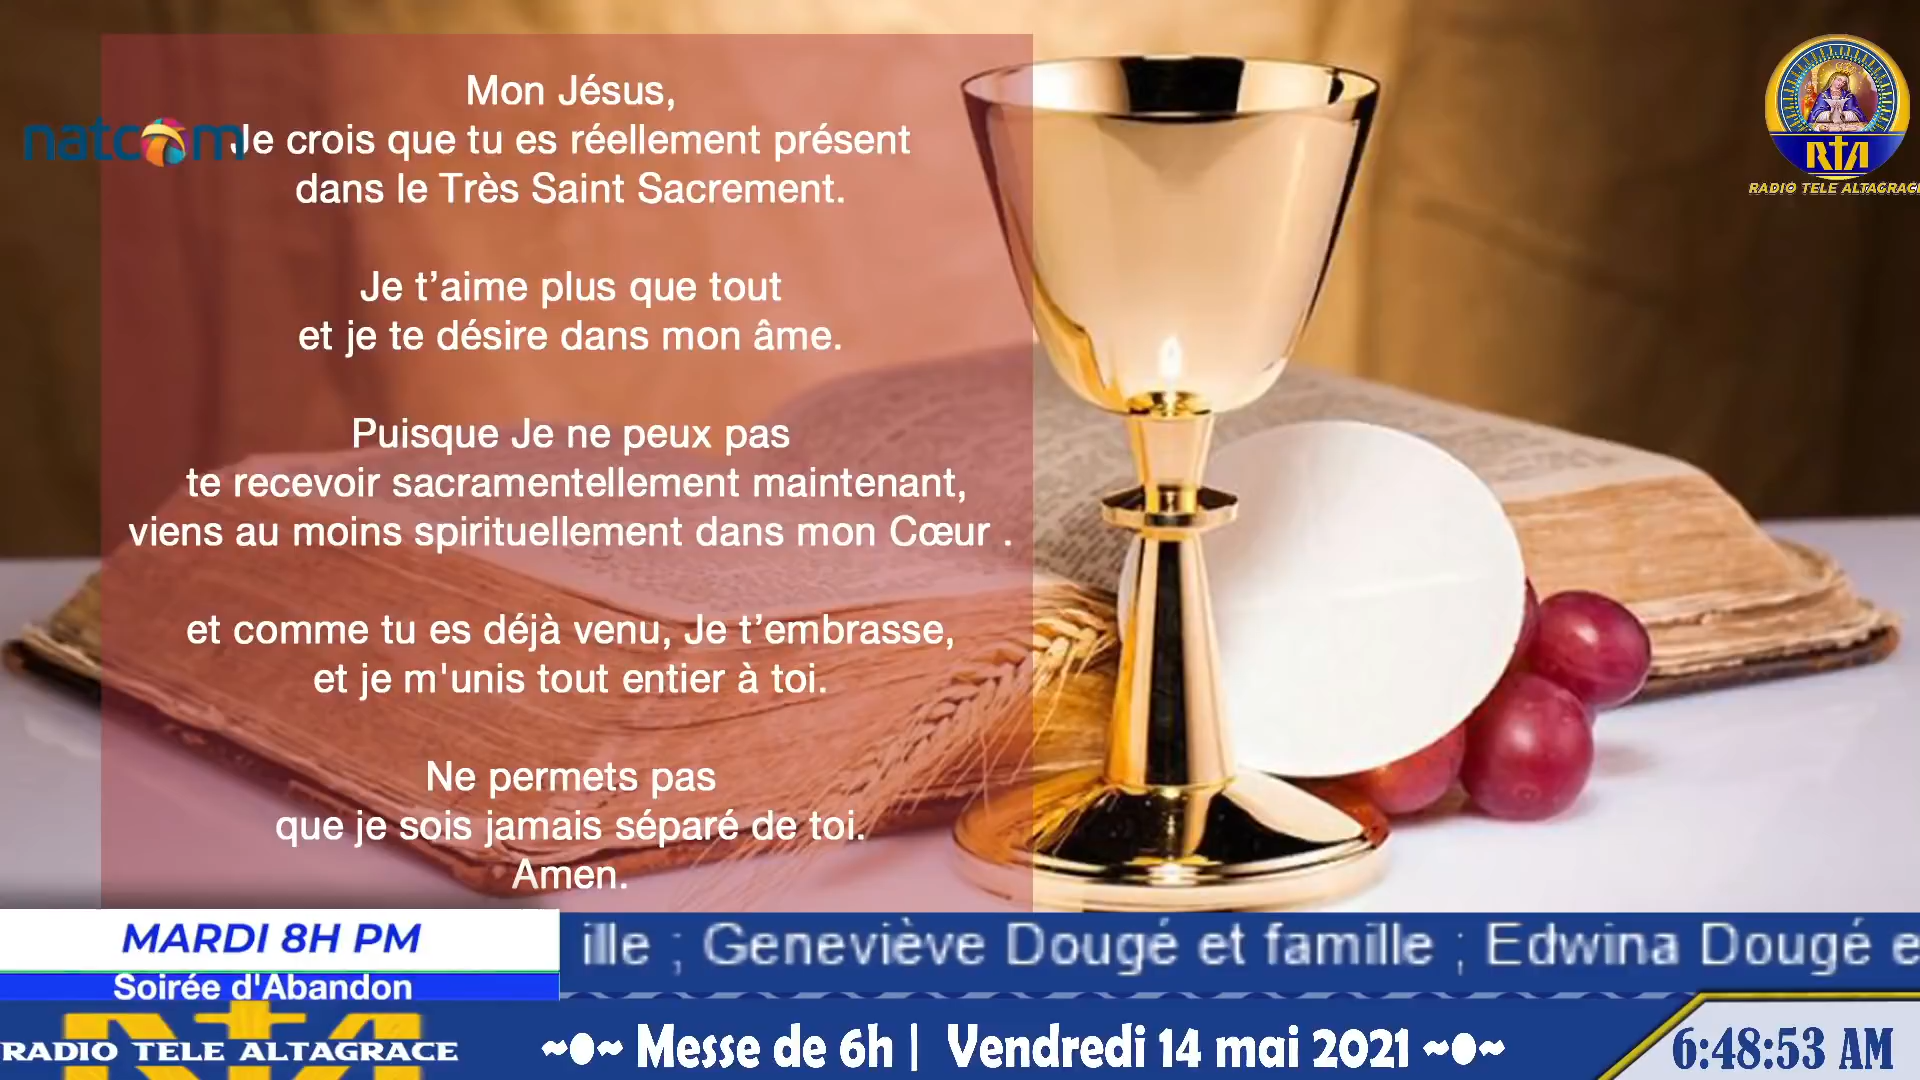 Mon Jésus,
Je crois que tu es réellement présent
dans le Très Saint Sacrement.
Je t’aime plus que tout
et je te désire dans mon âme.
Puisque Je ne peux pas
te recevoir sacramentellement maintenant,
viens au moins spirituellement dans mon Cœur .
et comme tu es déjà venu, Je t’embrasse,
et je m'unis tout entier à toi.
Ne permets pas
que je sois jamais séparé de toi.
Amen.
natcom
RTA
RADIO TELE ALTAGRACE
MARDI 8H PM
Soirée d'Abandon
ille ; Geneviève Dougé et famille ; Edwina Dougé e
RTA
RADIO TELE ALTAGRACE
~●~ Messe de 6h | Vendredi 14 mai 2021 ~●~
6:48:53 AM